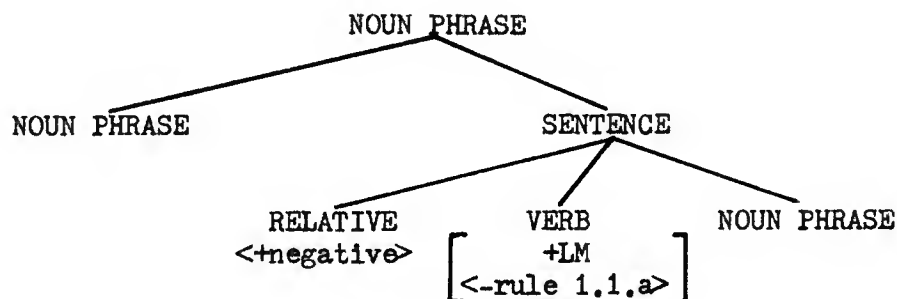 NOUN PHRASE
NOUN PHRASE SENTENCE
RELATIVE VERB NOUN PHRASE
<+negative> +LM
<-rule 1.1.a>